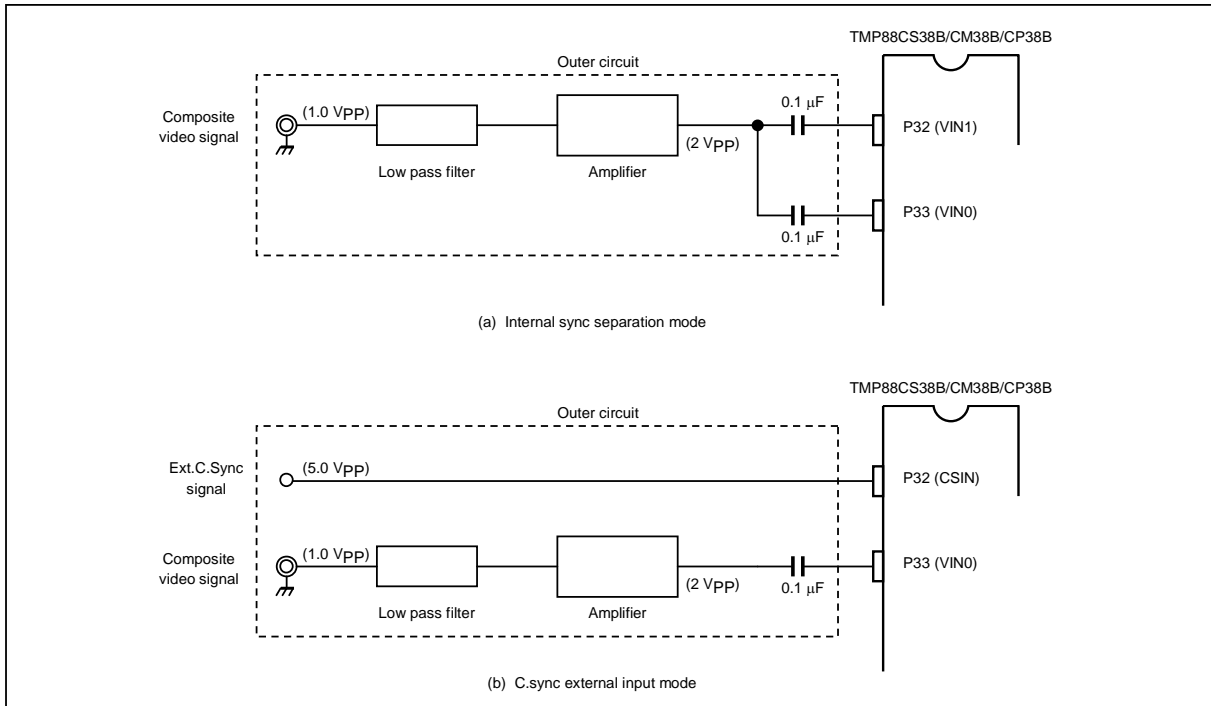 TMP88CS38B/CM38B/CP38B
Outer circuit
Composite
video signal
(1.0 VPP)
Low pass filter
Amplifier
(2 VPP)
0.1 μF
P32 (VIN1)
0.1 μF
P33 (VIN0)
(a) Internal sync separation mode
TMP88CS38B/CM38B/CP38B
Outer circuit
Ext.C.Sync
signal
(5.0 VPP)
P32 (CSIN)
Composite
video signal
(1.0 VPP)
Low pass filter
Amplifier
(2 VPP)
0.1 μF
P33 (VIN0)
(b) C.sync external input mode